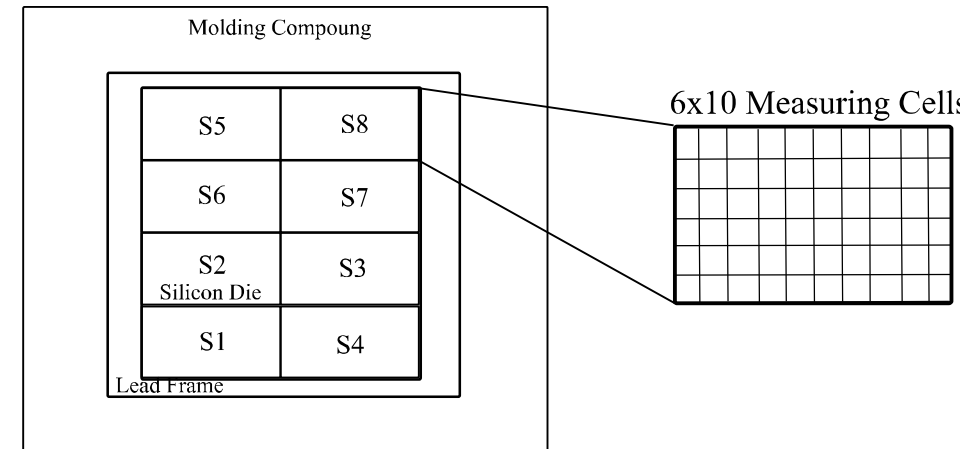 Molding Compoung
6x10 Measuring Cells
S5 S8
S6 S7
S2 S3
Silicon Die
S1 S4
Lead Frame